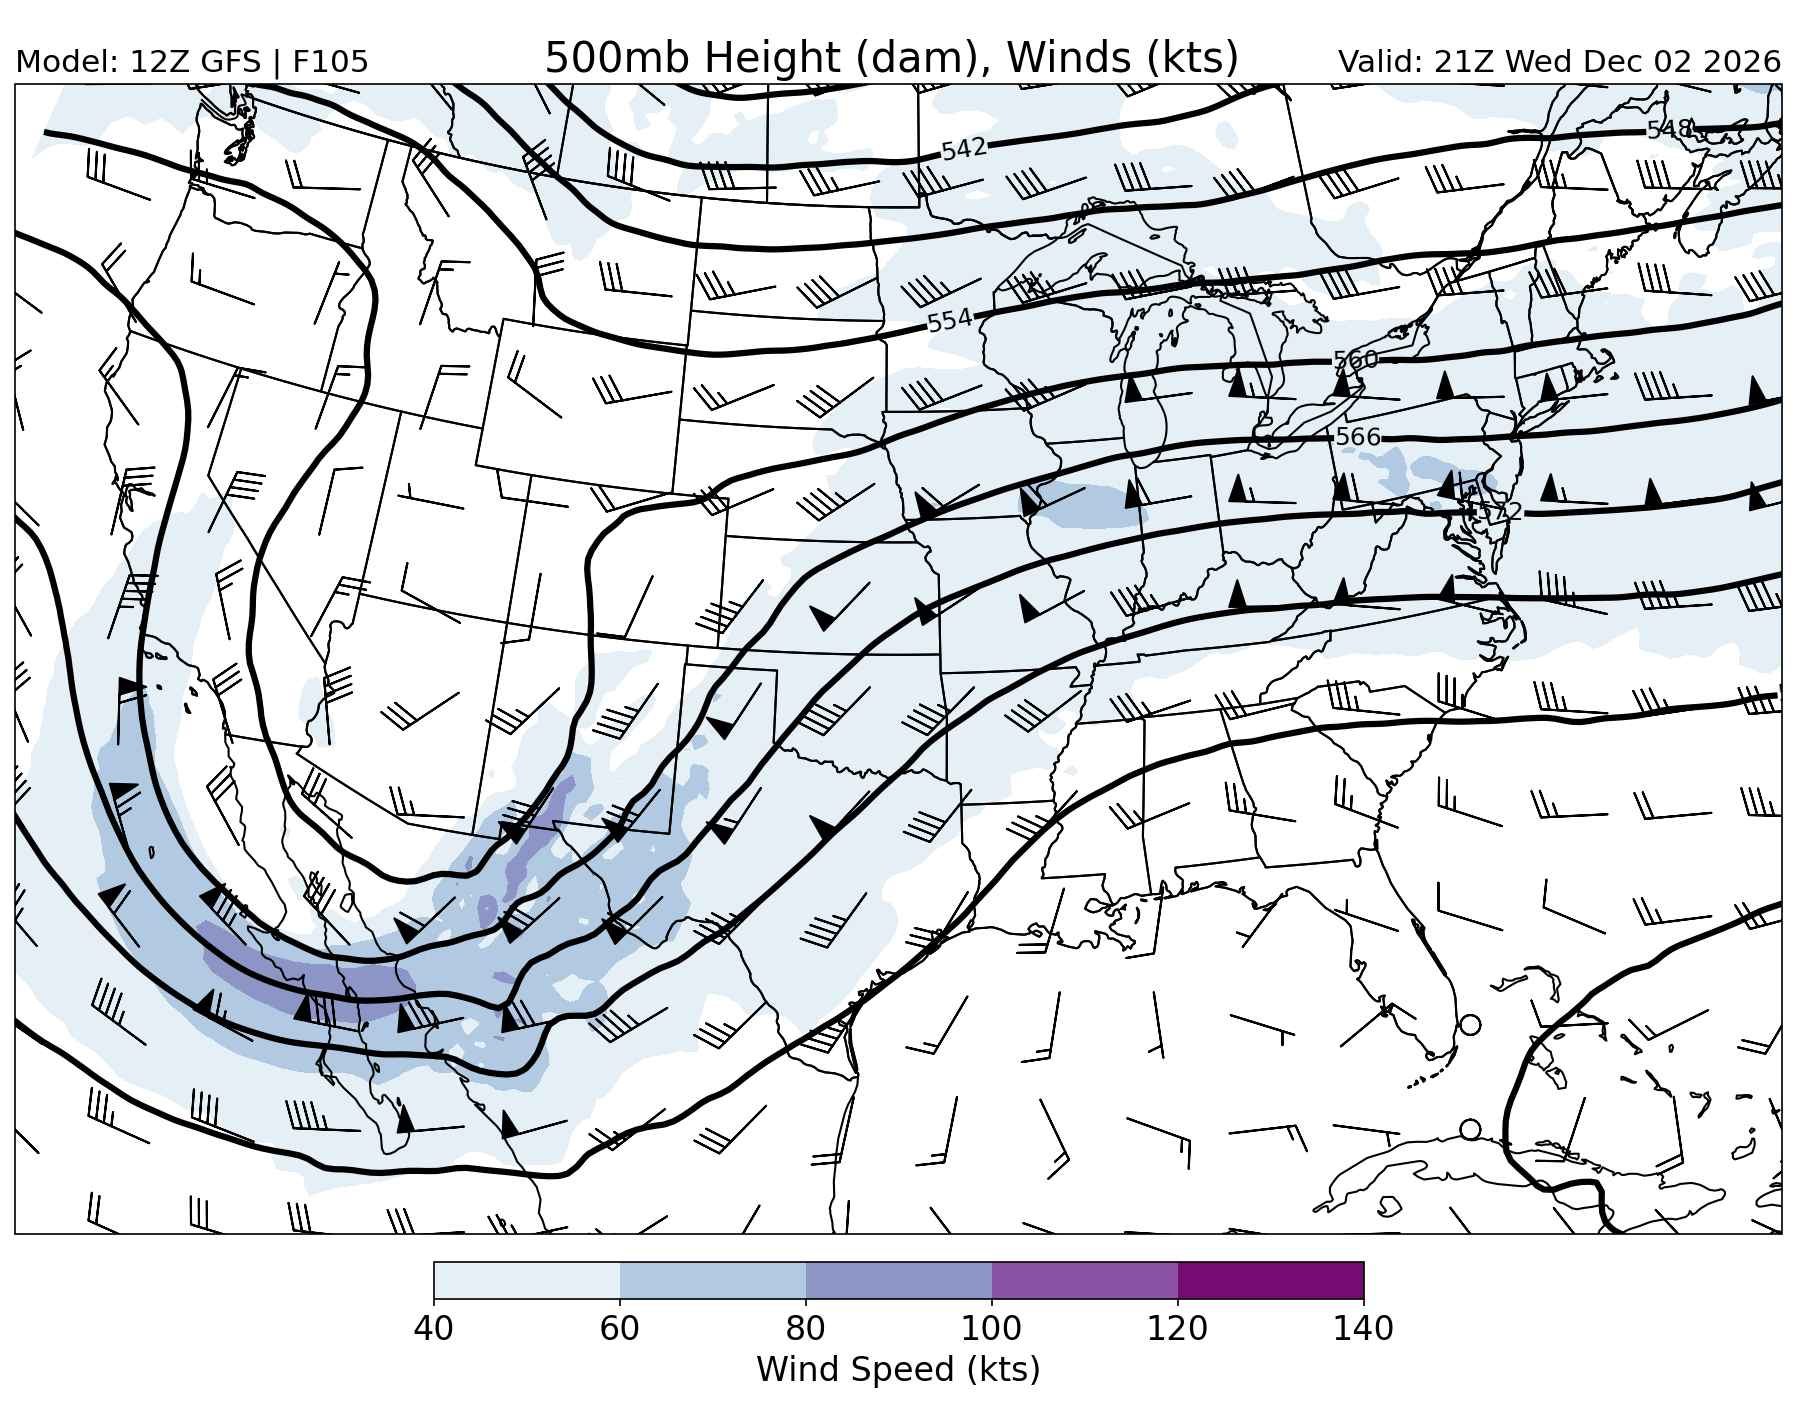 Model: 12Z GFS | F105
500mb Height (dam), Winds (kts)
Valid: 21Z Wed Dec 02 2026
548
542
554
560
566
572
40 60 80 100 120 140
Wind Speed (kts)